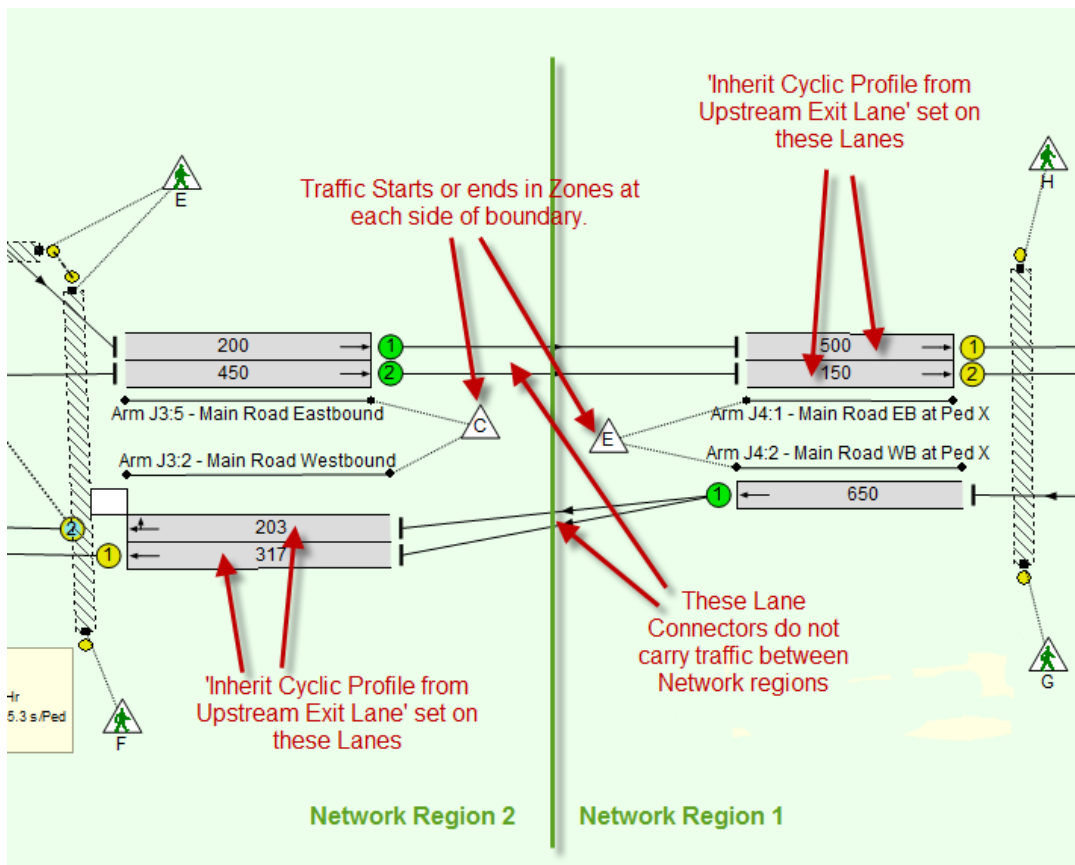 'Inherit Cyclic Profile from
Upstream Exit Lane' set on
these Lanes
H
E
Traffic Starts or ends in Zones at
each side of boundary.
200
1
450
2
500
1
150
2
Arm J3:5 - Main Road Eastbound
Arm J4:1 - Main Road EB at Ped X
C
E
Arm J3:2 - Main Road Westbound
Arm J4:2 - Main Road WB at Ped X
1
650
2
203
1
317
These Lane
Connectors do not
carry traffic between
Network regions
'Inherit Cyclic Profile from
Upstream Exit Lane' set on
these Lanes
G
Hr
5.3 s/Ped
F
Network Region 2
Network Region 1